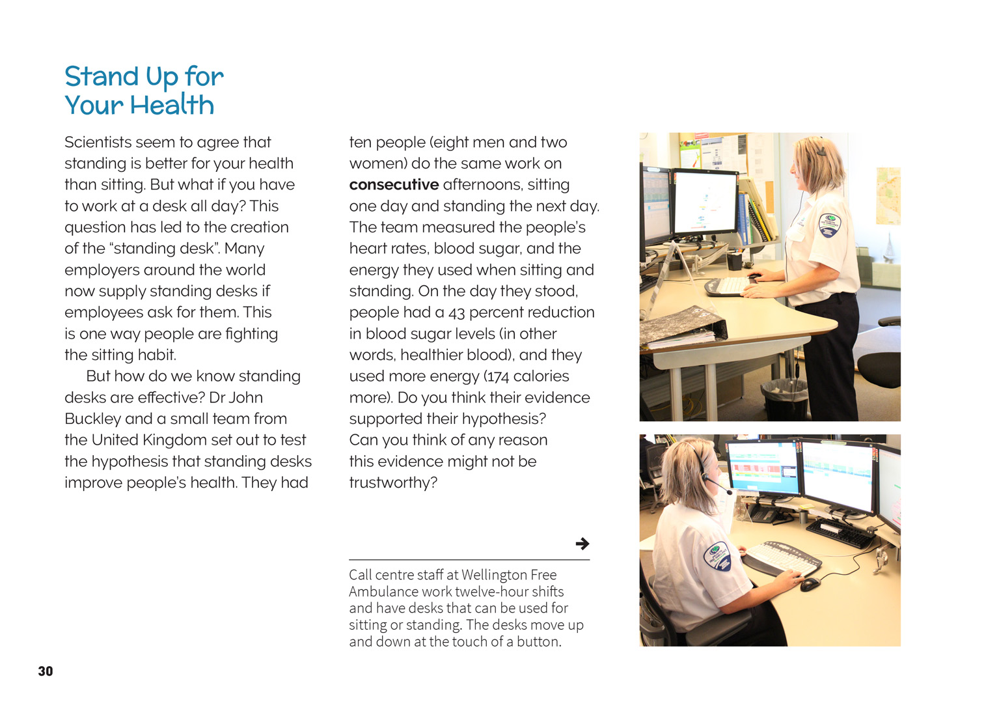 Stand Up for
Your Health
Scientists seem to agree that
standing is better for your health
than sitting. But what if you have
to work at a desk all day? This
question has led to the creation
of the “standing desk”. Many
employers around the world
now supply standing desks if
employees ask for them. This
is one way people are fighting
the sitting habit.
But how do we know standing
desks are effective? Dr John
Buckley and a small team from
the United Kingdom set out to test
the hypothesis that standing desks
improve people’s health. They had
ten people (eight men and two
women) do the same work on
consecutive afternoons, sitting
one day and standing the next day.
The team measured the people’s
heart rates, blood sugar, and the
energy they used when sitting and
standing. On the day they stood,
people had a 43 percent reduction
in blood sugar levels (in other
words, healthier blood), and they
used more energy (174 calories
more). Do you think their evidence
supported their hypothesis?
Can you think of any reason
this evidence might not be
trustworthy?
Call centre staff at Wellington Free
Ambulance work twelve-hour shifts
and have desks that can be used for
sitting or standing. The desks move up
and down at the touch of a button.
30